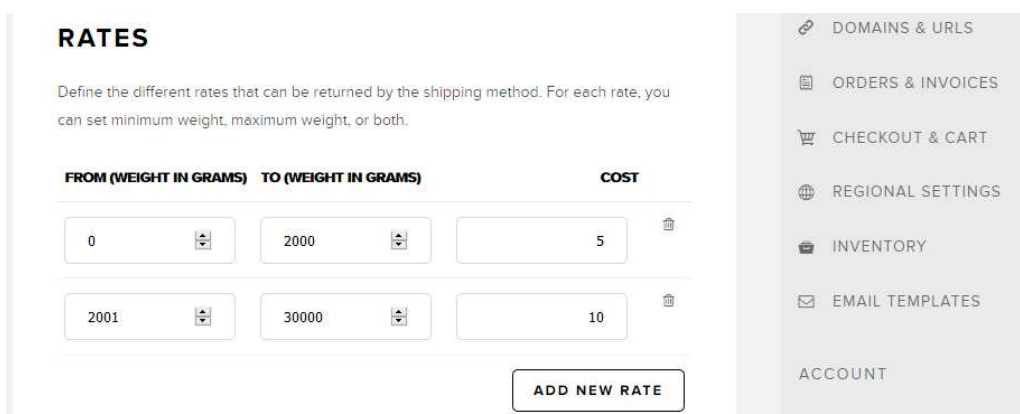 RATES
Define the different rates that can be returned by the shipping method. For each rate, you
can set minimum weight, maximum weight, or both.
FROM (WEIGHT IN GRAMS) TO (WEIGHT IN GRAMS) COST
0 2000 5
2001 30000 10
ADD NEW RATE
DOMAINS & URLS
ORDERS & INVOICES
CHECKOUT & CART
REGIONAL SETTINGS
INVENTORY
EMAIL TEMPLATES
ACCOUNT